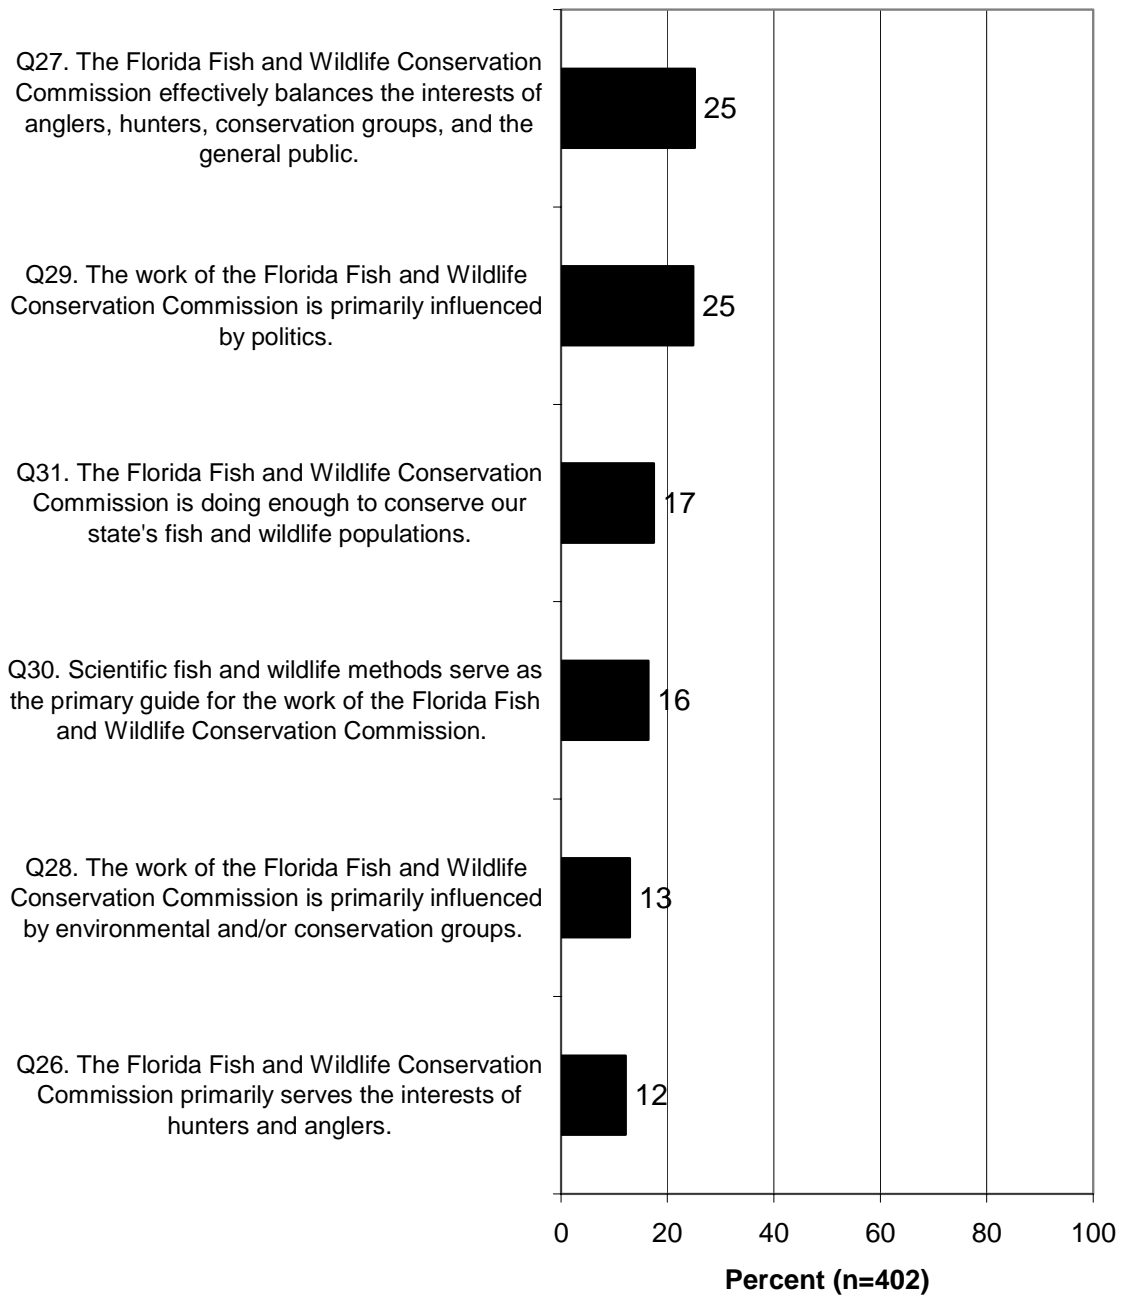 Q27. The Florida Fish and Wildlife Conservation
Commission effectively balances the interests of
anglers, hunters, conservation groups, and the
general public.
25
Q29. The work of the Florida Fish and Wildlife
Conservation Commission is primarily influenced
by politics.
25
Q31. The Florida Fish and Wildlife Conservation
Commission is doing enough to conserve our
state's fish and wildlife populations.
17
Q30. Scientific fish and wildlife methods serve as
the primary guide for the work of the Florida Fish
and Wildlife Conservation Commission.
16
Q28. The work of the Florida Fish and Wildlife
Conservation Commission is primarily influenced
by environmental and/or conservation groups.
13
Q26. The Florida Fish and Wildlife Conservation
Commission primarily serves the interests of
hunters and anglers.
12
0 20 40 60 80 100
Percent (n=402)